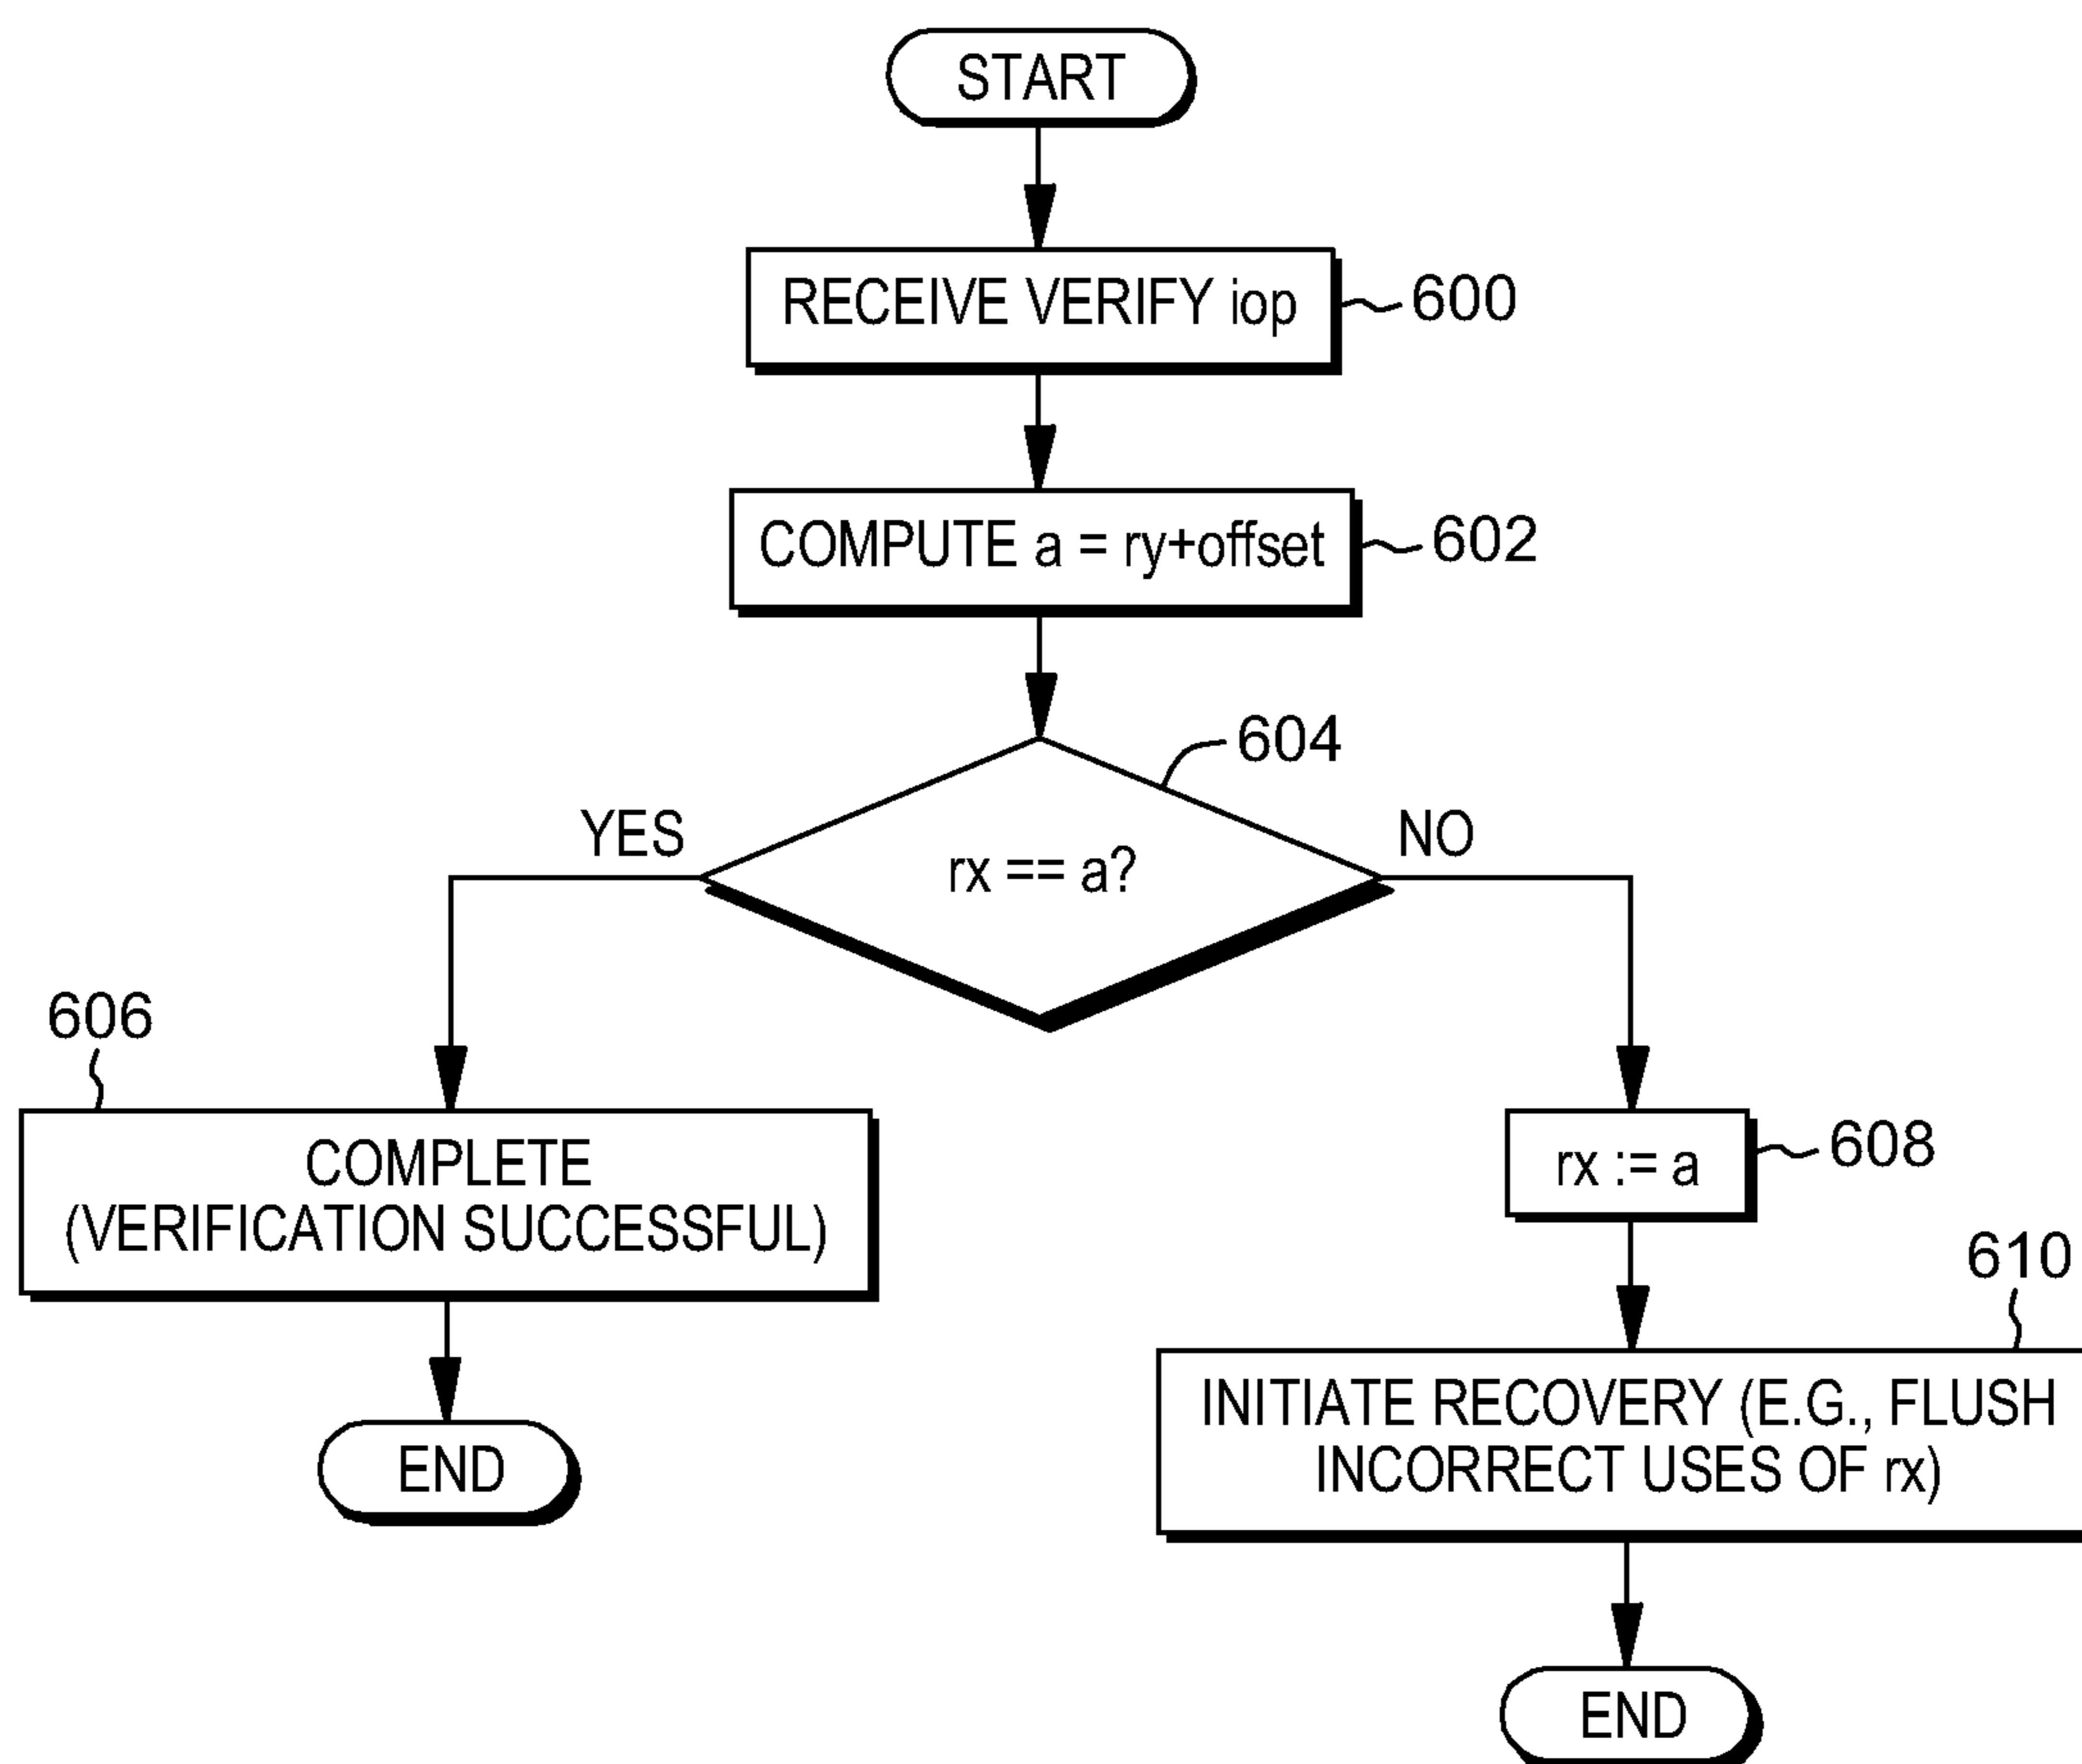 START
RECEIVE VERIFY iop
600
COMPUTE a = ry+offset
602
604
YES
rx == a?
NO
606
COMPLETE
(VERIFICATION SUCCESSFUL)
END
rx := a
608
610
INITIATE RECOVERY (E.G., FLUSH
INCORRECT USES OF rx)
END